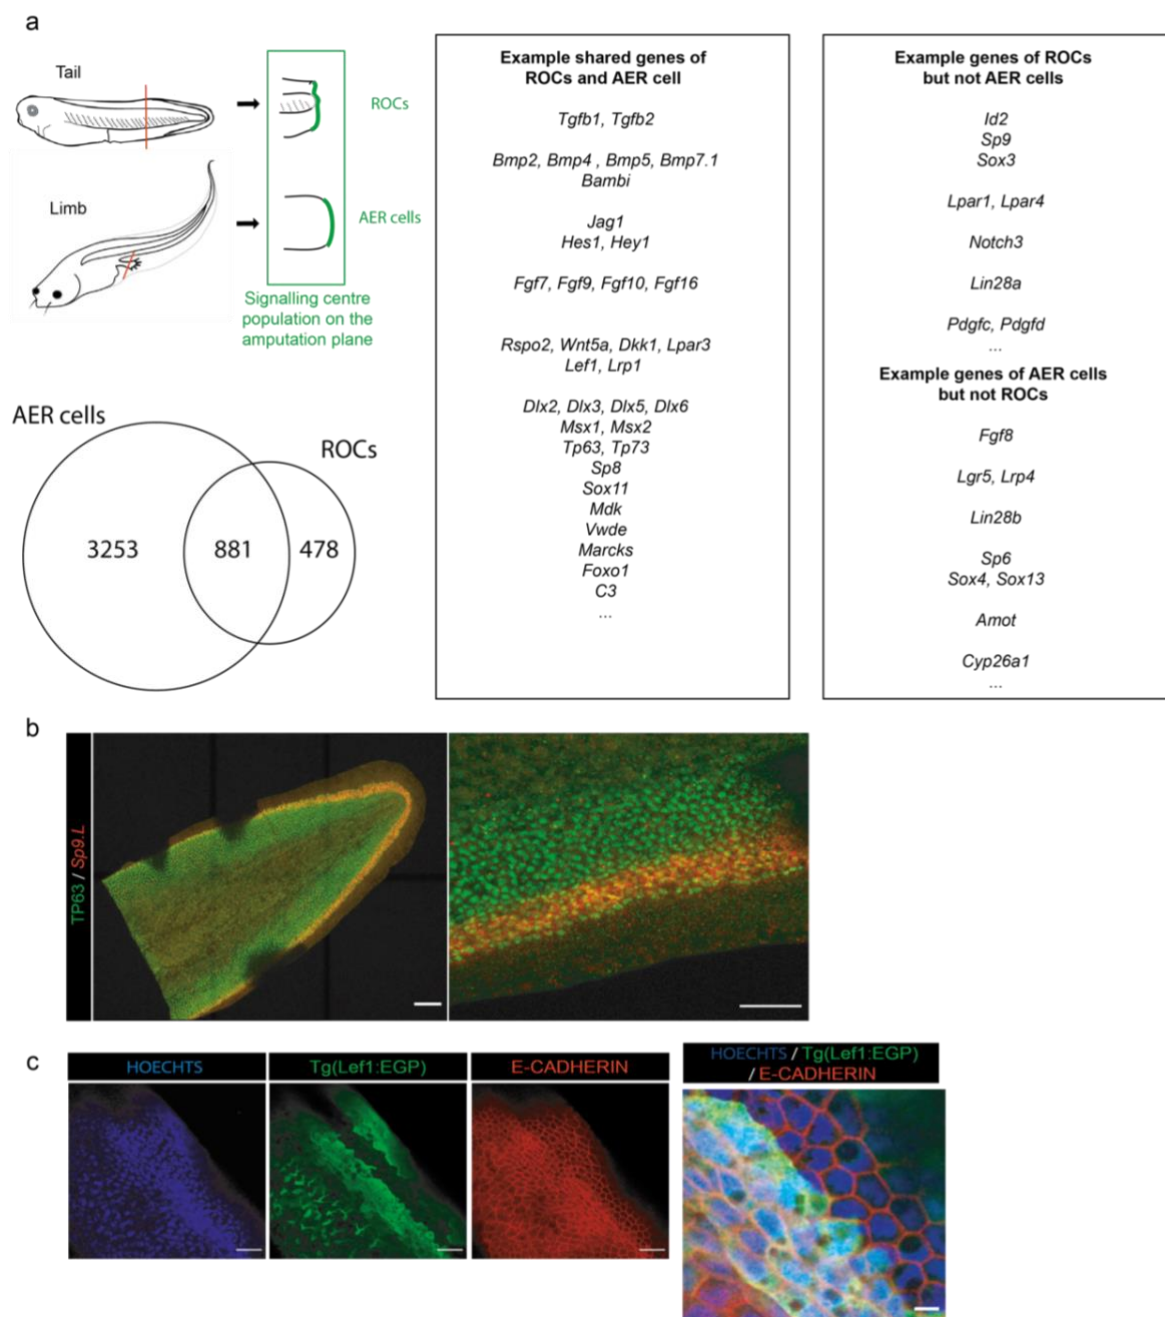 a
Tail
ROCs
Limb
AER cells
Signalling centre
population on the
amputation plane
AER cells
ROCs
3253
881
478
Example shared genes of
ROCs and AER cell
Tgfb1, Tgfb2
Bmp2, Bmp4 , Bmp5, Bmp7.1
Bambi
Jag1
Hes1, Hey1
Fgf7, Fgf9, Fgf10, Fgf16
Rspo2, Wnt5a, Dkk1, Lpar3
Lef1, Lrp1
Dlx2, Dlx3, Dlx5, Dlx6
Msx1, Msx2
Tp63, Tp73
Sp8
Sox11
Mdk
Vwde
Marcks
Foxo1
C3
...
Example genes of ROCs
but not AER cells
Id2
Sp9
Sox3
Lpar1, Lpar4
Notch3
Lin28a
Pdgfc, Pdgfd
...
Example genes of AER cells
but not ROCs
Fgf8
Lgr5, Lrp4
Lin28b
Sp6
Sox4, Sox13
Amot
Cyp26a1
...
b
TP63 / Sp9.L
c
HOECHTS
Tg(Lef1:EGP)
E-CADHERIN
HOECHTS / Tg(Lef1:EGP)
/ E-CADHERIN